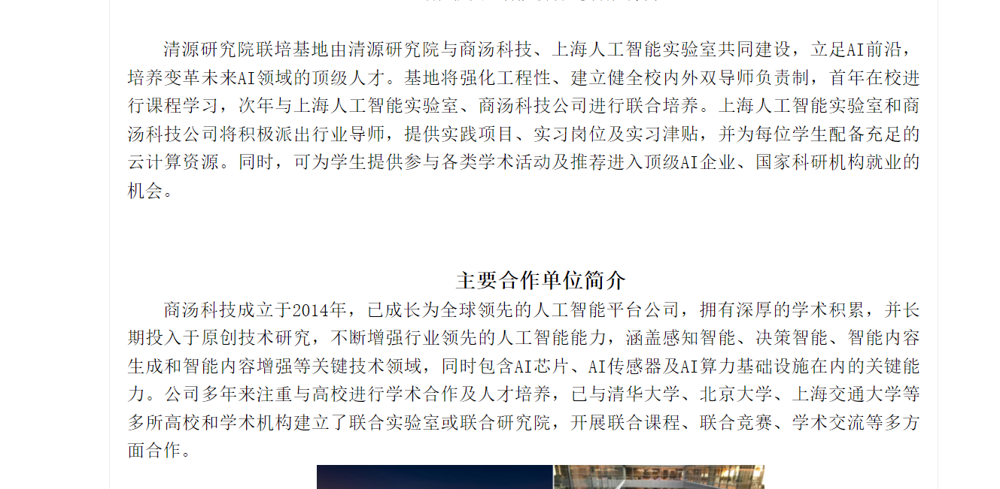 清源研究院联培基地由清源研究院与商汤科技、上海人工智能实验室共同建设，立足AI前沿，
培养变革未来AI领域的顶级人才。基地将强化工程性、建立健全校内外双导师负责制，首年在校进
行课程学习，次年与上海人工智能实验室、商汤科技公司进行联合培养。上海人工智能实验室和商
汤科技公司将积极派出行业导师，提供实践项目、实习岗位及实习津贴，并为每位学生配备充足的
云计算资源。同时，可为学生提供参与各类学术活动及推荐进入顶级AI企业、国家科研机构就业的
机会。
主要合作单位简介
商汤科技成立于2014年，已成长为全球领先的人工智能平台公司，拥有深厚的学术积累，并长
期投入于原创技术研究，不断增强行业领先的人工智能能力，涵盖感知智能、决策智能、智能内容
生成和智能内容增强等关键技术领域，同时包含AI芯片、AI传感器及AI算力基础设施在内的关键能
力。公司多年来注重与高校进行学术合作及人才培养，已与清华大学、北京大学、上海交通大学等
多所高校和学术机构建立了联合实验室或联合研究院，开展联合课程、联合竞赛、学术交流等多方
面合作。